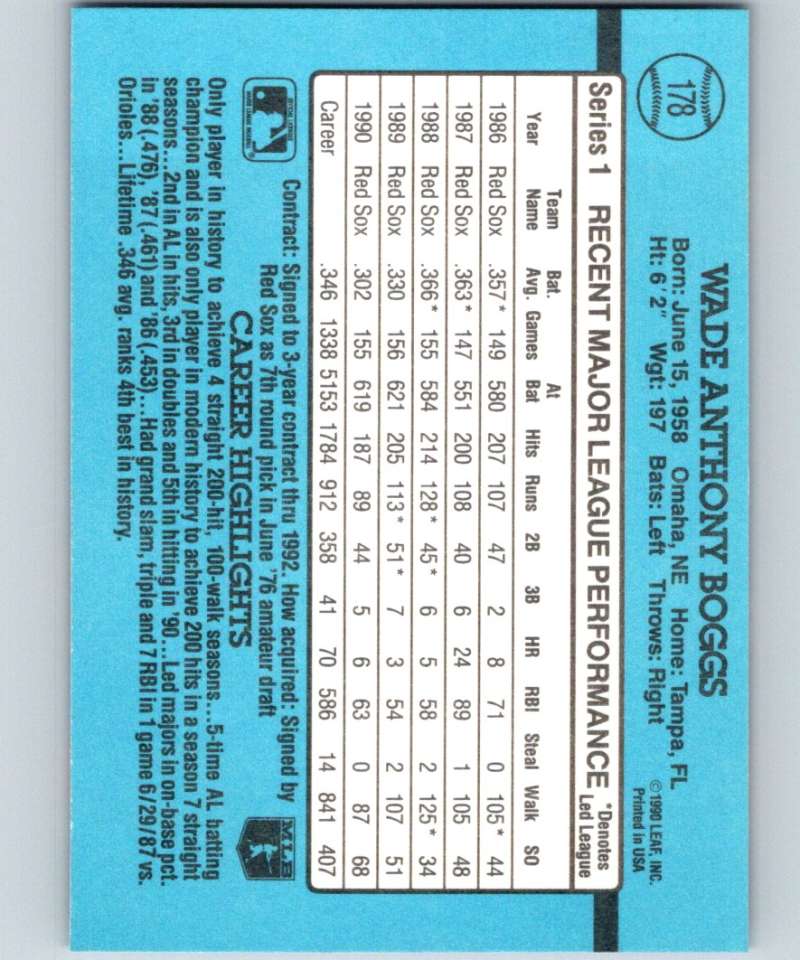 178
WADE ANTHONY BOGGS
Born: June 15, 1958 Omaha, NE Home: Tampa, FL
Ht: 6' 2" Wgt: 197 Bats: Left Throws: Right
©1990 LEAF, INC.
Printed in USA
Series 1 RECENT MAJOR LEAGUE PERFORMANCE *Denotes Led League
Year Team Name Bat. Avg. Games At Bat Hits Runs 2B 3B HR RBI Steal Walk SO
1986 Red Sox .357* 149 580 207 107 47 2 8 71 0 105* 44
1987 Red Sox .363* 147 551 200 108 40 6 24 89 1 105 48
1988 Red Sox .366* 155 584 214 128* 45* 6 5 58 2 125* 34
1989 Red Sox .330 156 621 205 113* 51* 7 3 54 2 107 51
1990 Red Sox .302 155 619 187 89 44 5 6 63 0 87 68
Career .346 1338 5153 1784 912 358 41 70 586 14 841 407
Contract: Signed to 3-year contract thru 1992. How acquired: Signed by
Red Sox as 7th round pick in June '76 amateur draft
MLB
CAREER HIGHLIGHTS
Only player in history to achieve 4 straight 200-hit, 100-walk seasons...5-time AL batting
champion and is also only player in modern history to achieve 200 hits in a season 7 straight
seasons...2nd in AL in hits, 3rd in doubles and 5th in hitting in '90...Led majors in on-base pct.
in '88 (.476), '87 (.461) and '86 (.453)...Had grand slam, triple and 7 RBI in 1 game 6/29/87 vs.
Orioles...Lifetime .346 avg. ranks 4th best in history.